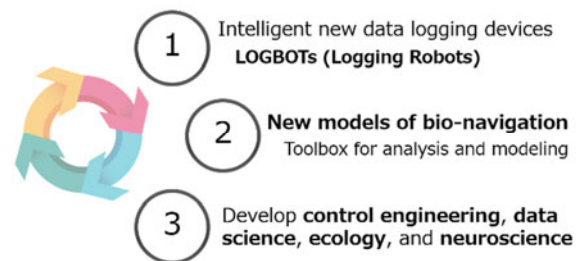 1
Intelligent new data logging devices
LOGBOTs (Logging Robots)
2
New models of bio-navigation
Toolbox for analysis and modeling
3
Develop control engineering, data
science, ecology, and neuroscience